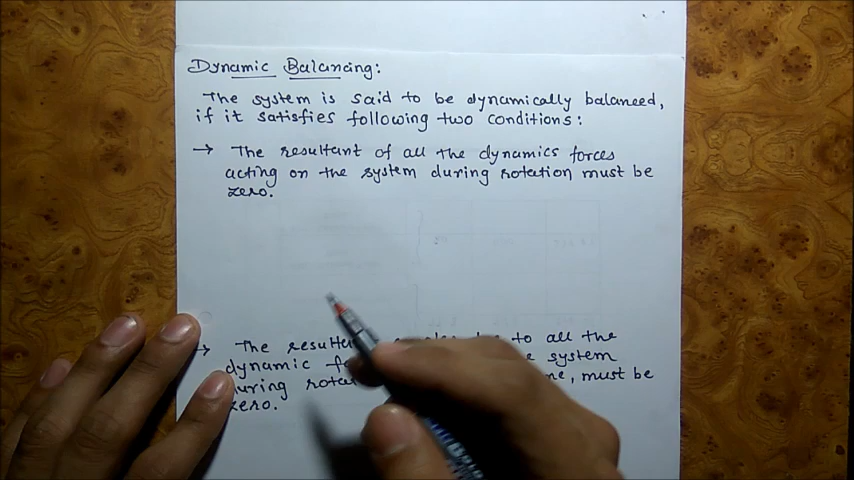 Dynamic Balancing:
The system is said to be dynamically balanced,
if it satisfies following two conditions:
→ The resultant of all the dynamics forces
acting on the system during rotation must be
zero.
→ The to all the
dynamic system
during must be
zero.